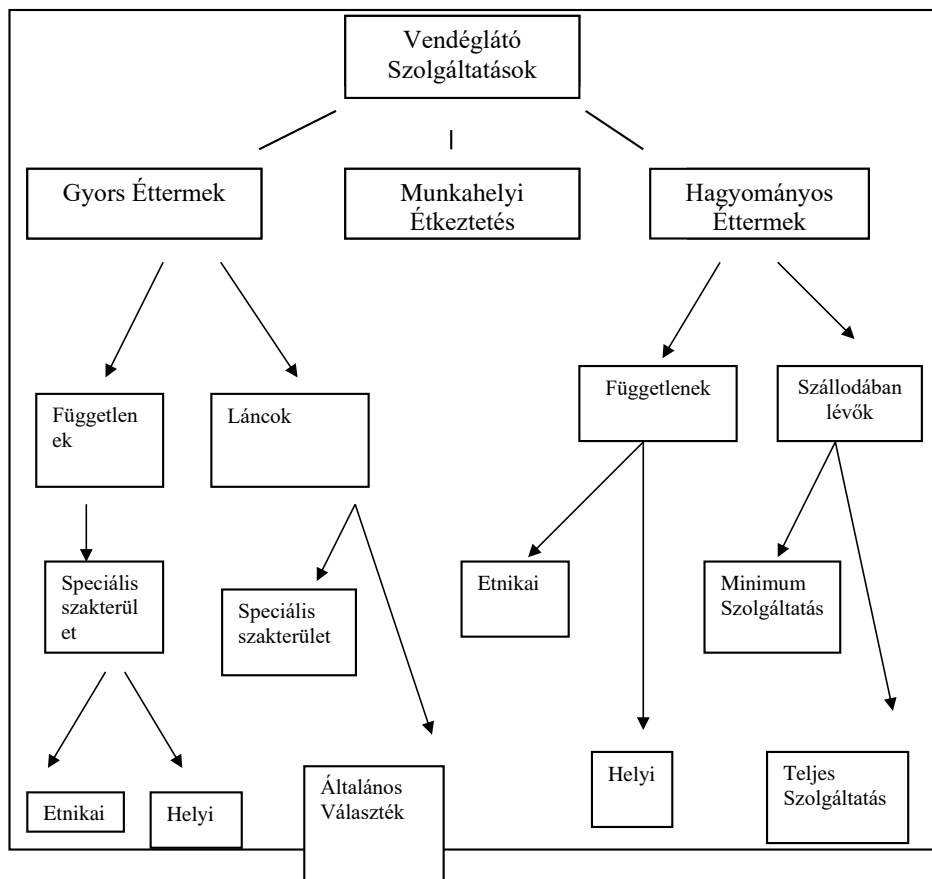 Vendéglátó
Szolgáltatások
Gyors Éttermek
Munkahelyi
Étkeztetés
Hagyományos
Éttermek
Független
ek
Láncok
Függetlenek
Szállodában
lévők
Speciális
szakterül
et
Speciális
szakterület
Etnikai
Minimum
Szolgáltatás
Etnikai
Helyi
Általános
Választék
Helyi
Teljes
Szolgáltatás